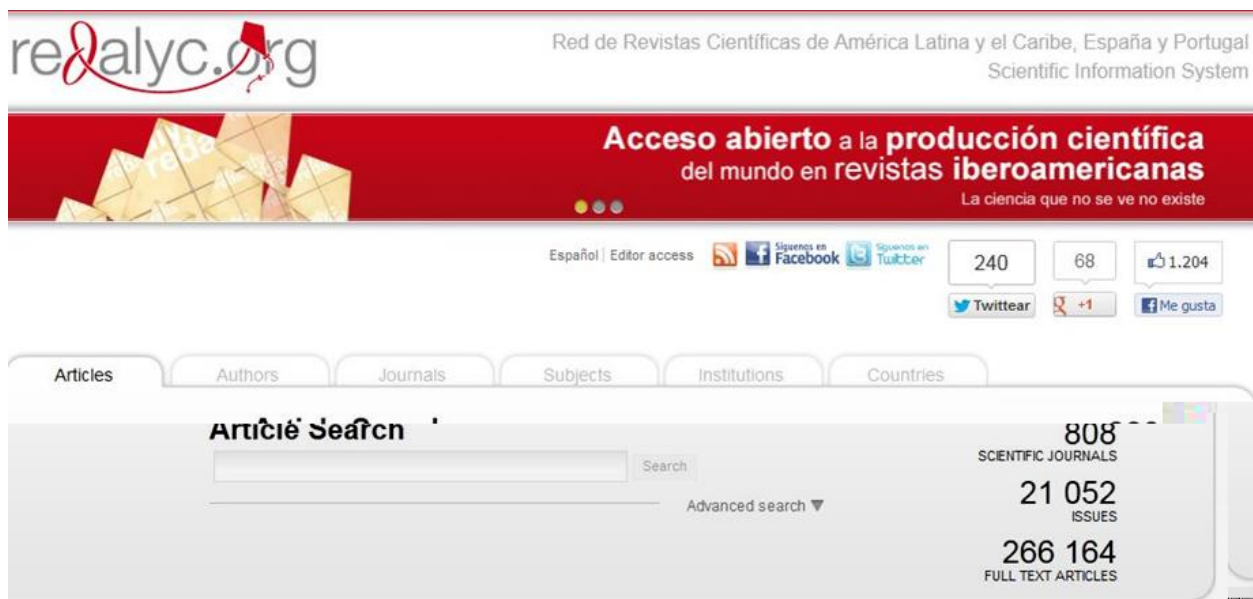 redalyc.org
Red de Revistas Científicas de América Latina y el Caribe, España y Portugal
Scientific Information System
Acceso abierto a la producción científica
del mundo en revistas iberoamericanas
La ciencia que no se ve no existe
Español | Editor access
Síguenos en
Facebook
Síguenos en
Twitter
240
68
1.204
Twittear
+1
Me gusta
Articles Authors Journals Subjects Institutions Countries
Article Search
Search
Advanced search ▼
808
SCIENTIFIC JOURNALS
21 052
ISSUES
266 164
FULL TEXT ARTICLES